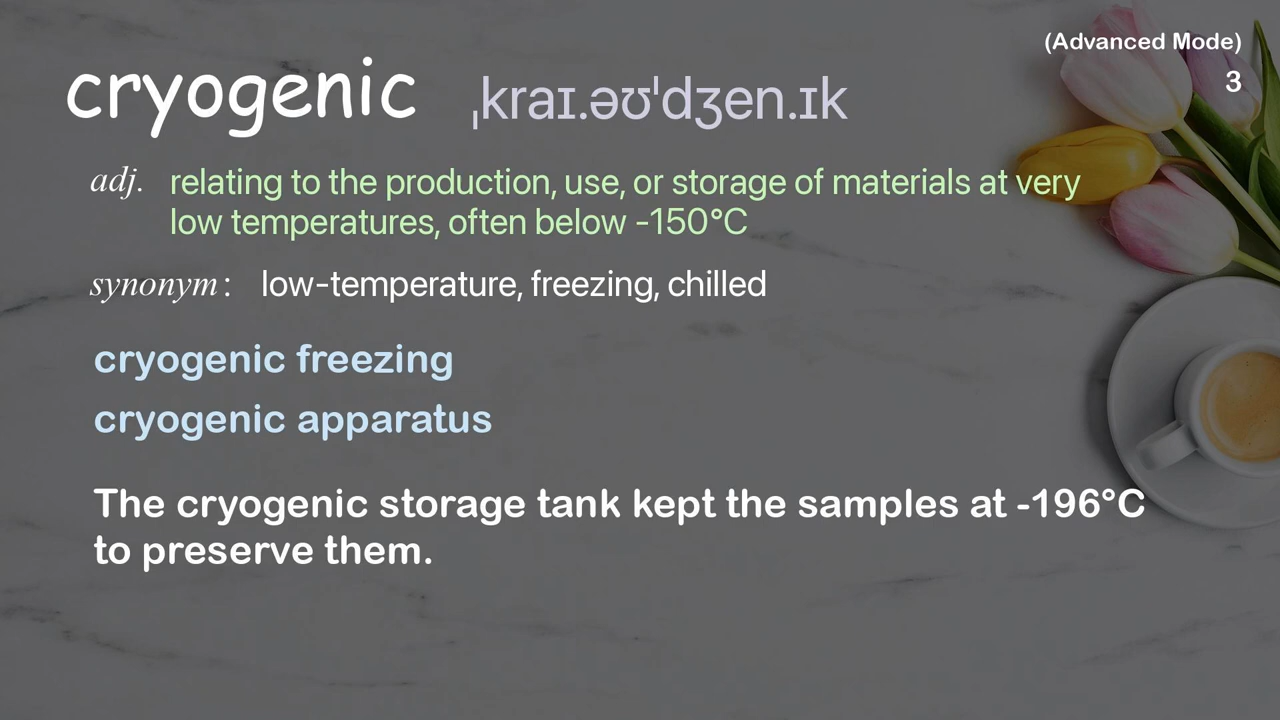 (Advanced Mode)
3
cryogenic ˌkraɪ.əʊˈdʒen.ɪk
adj. relating to the production, use, or storage of materials at very
low temperatures, often below -150°C
synonym : low-temperature, freezing, chilled
cryogenic freezing
cryogenic apparatus
The cryogenic storage tank kept the samples at -196°C
to preserve them.